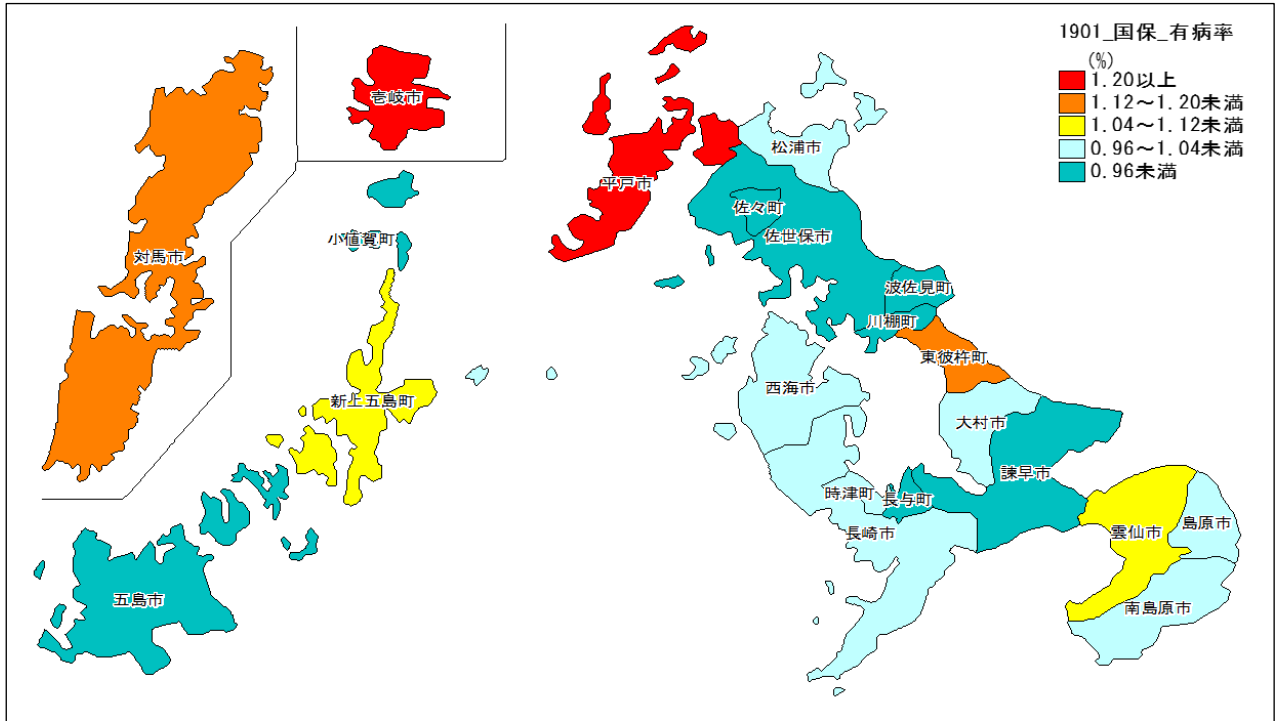 1901_国保_有病率
(%)
1.20以上
1.12～1.20未満
1.04～1.12未満
0.96～1.04未満
0.96未満
壱岐市
松浦市
平戸市
佐々町
佐世保市
小値賀町
対馬市
波佐見町
川棚町
東彼杵町
西海市
新上五島町
大村市
諫早市
時津町
長与町
島原市
長崎市
雲仙市
五島市
南島原市